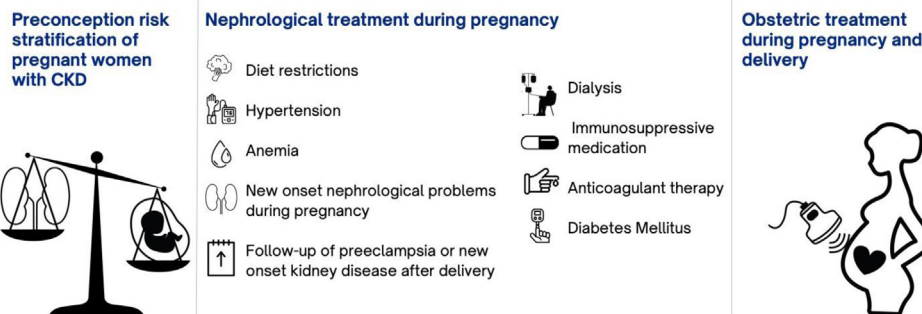 Preconception risk
stratification of
pregnant women
with CKD
Nephrological treatment during pregnancy
Diet restrictions
Hypertension
Anemia
New onset nephrological problems
during pregnancy
Follow-up of preeclampsia or new
onset kidney disease after delivery
Dialysis
Immunosuppressive
medication
Anticoagulant therapy
Diabetes Mellitus
Obstetric treatment
during pregnancy and
delivery